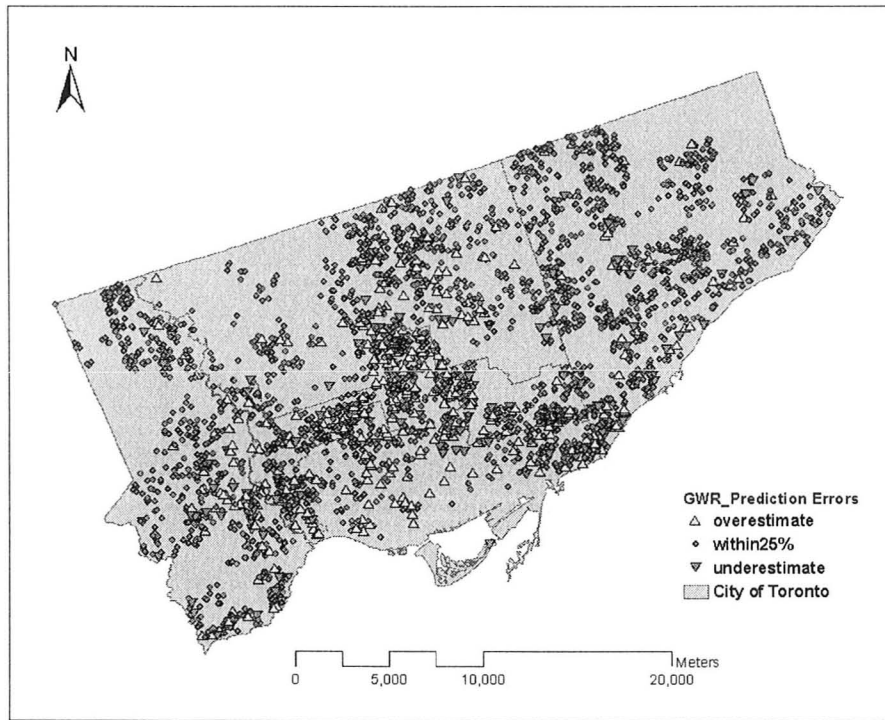 N
GWR_Prediction Errors
overestimate
within25%
underestimate
City of Toronto
Meters
0 5,000 10,000 20,000